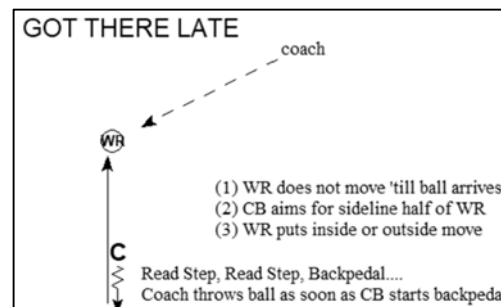 GOT THERE LATE
coach
WR
(1) WR does not move 'till ball arrives
(2) CB aims for sideline half of WR
(3) WR puts inside or outside move
C
Read Step, Read Step, Backpedal....
Coach throws ball as soon as CB starts backpeda